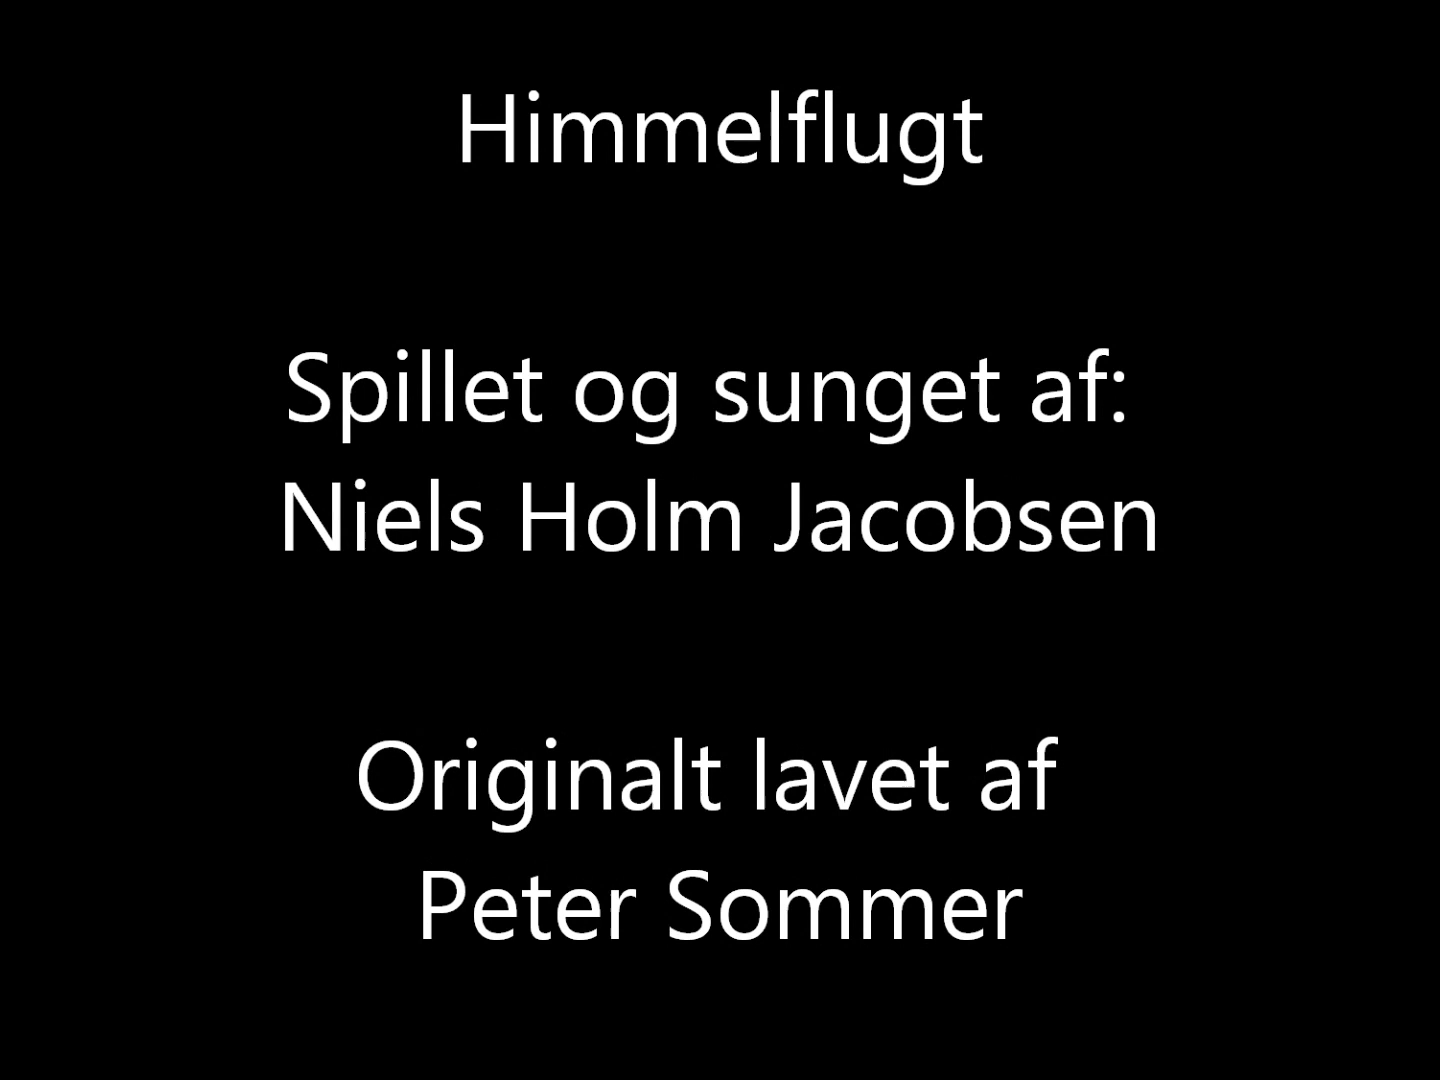 Himmelflugt
Spillet og sunget af:
Niels Holm Jacobsen
Originalt lavet af
Peter Sommer